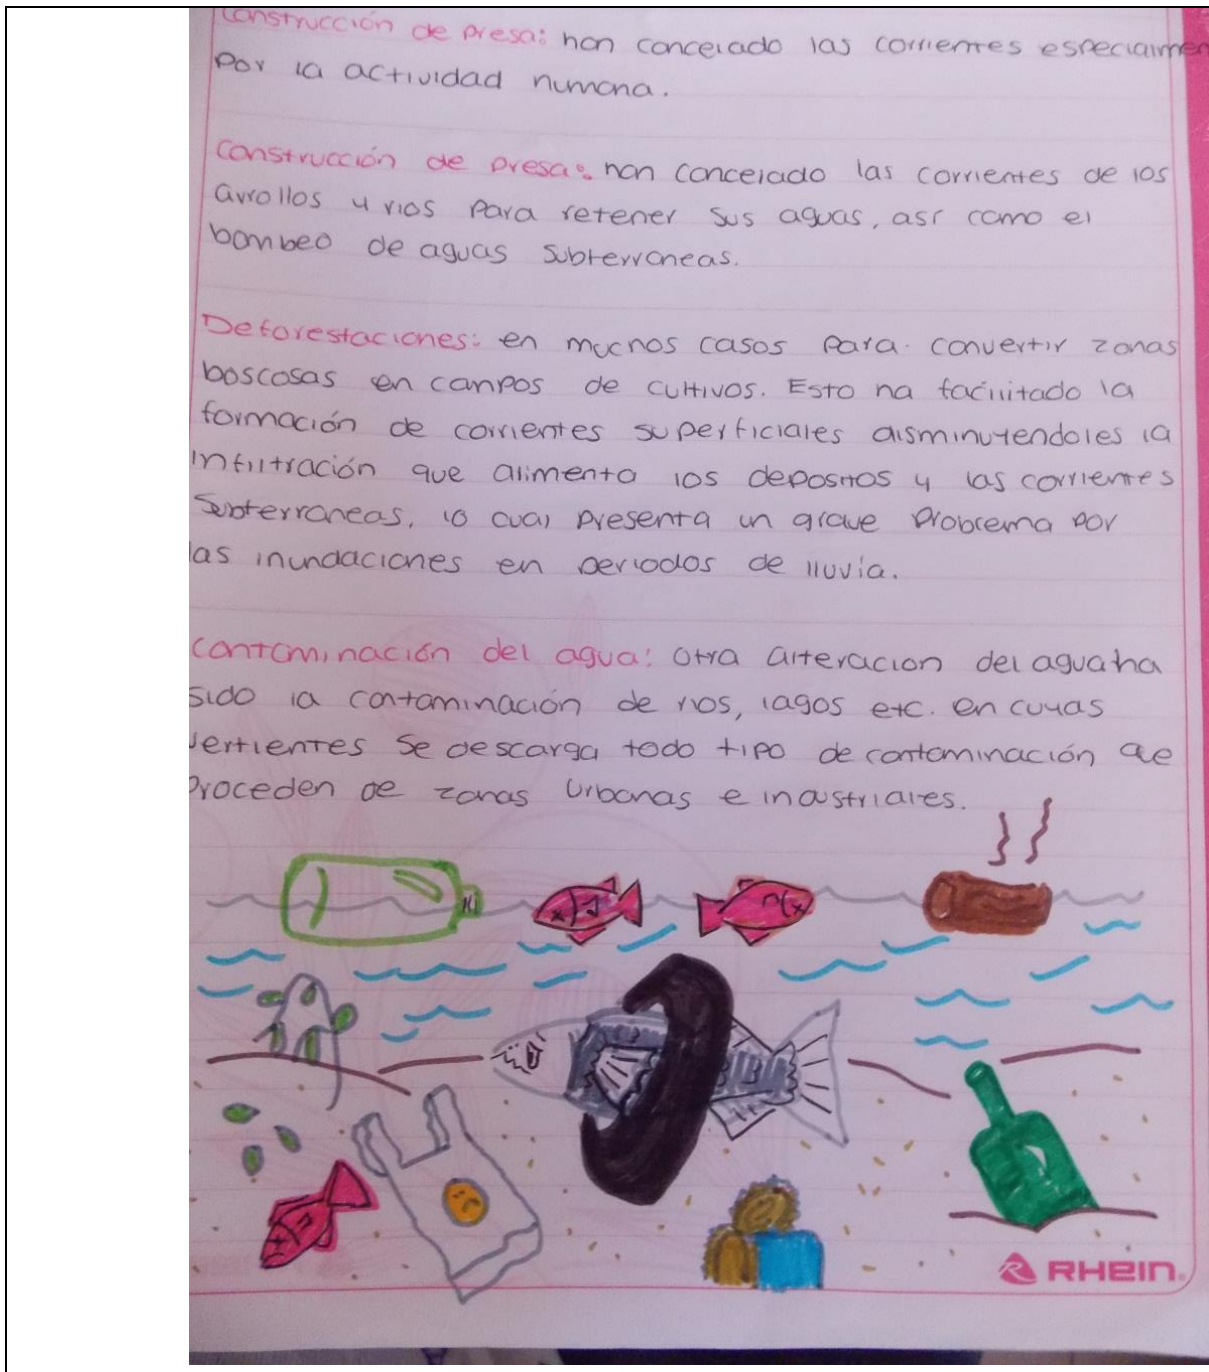 Construcción de presa: han concelado las corrientes especialmen
por la actividad humana.
Construcción de presa: han concelado las corrientes de los
arrollos y rios para retener sus aguas, asi como el
bombeo de aguas subterraneas.
Deforestaciones: en muchos casos para convertir zonas
boscosas en campos de cultivos. Esto ha facilitado la
formación de corrientes superficiales disminuyendoles la
infiltración que alimenta los depositos y las corrientes
Subterraneas, lo cual presenta un grave problema por
las inundaciones en periodos de lluvia.
contaminación del agua: Otra alteracion del agua ha
sido la contaminación de rios, lagos etc. en cuyas
vertientes se descarga todo tipo de contaminación que
proceden de zonas urbanas e industriales.
RHEIN